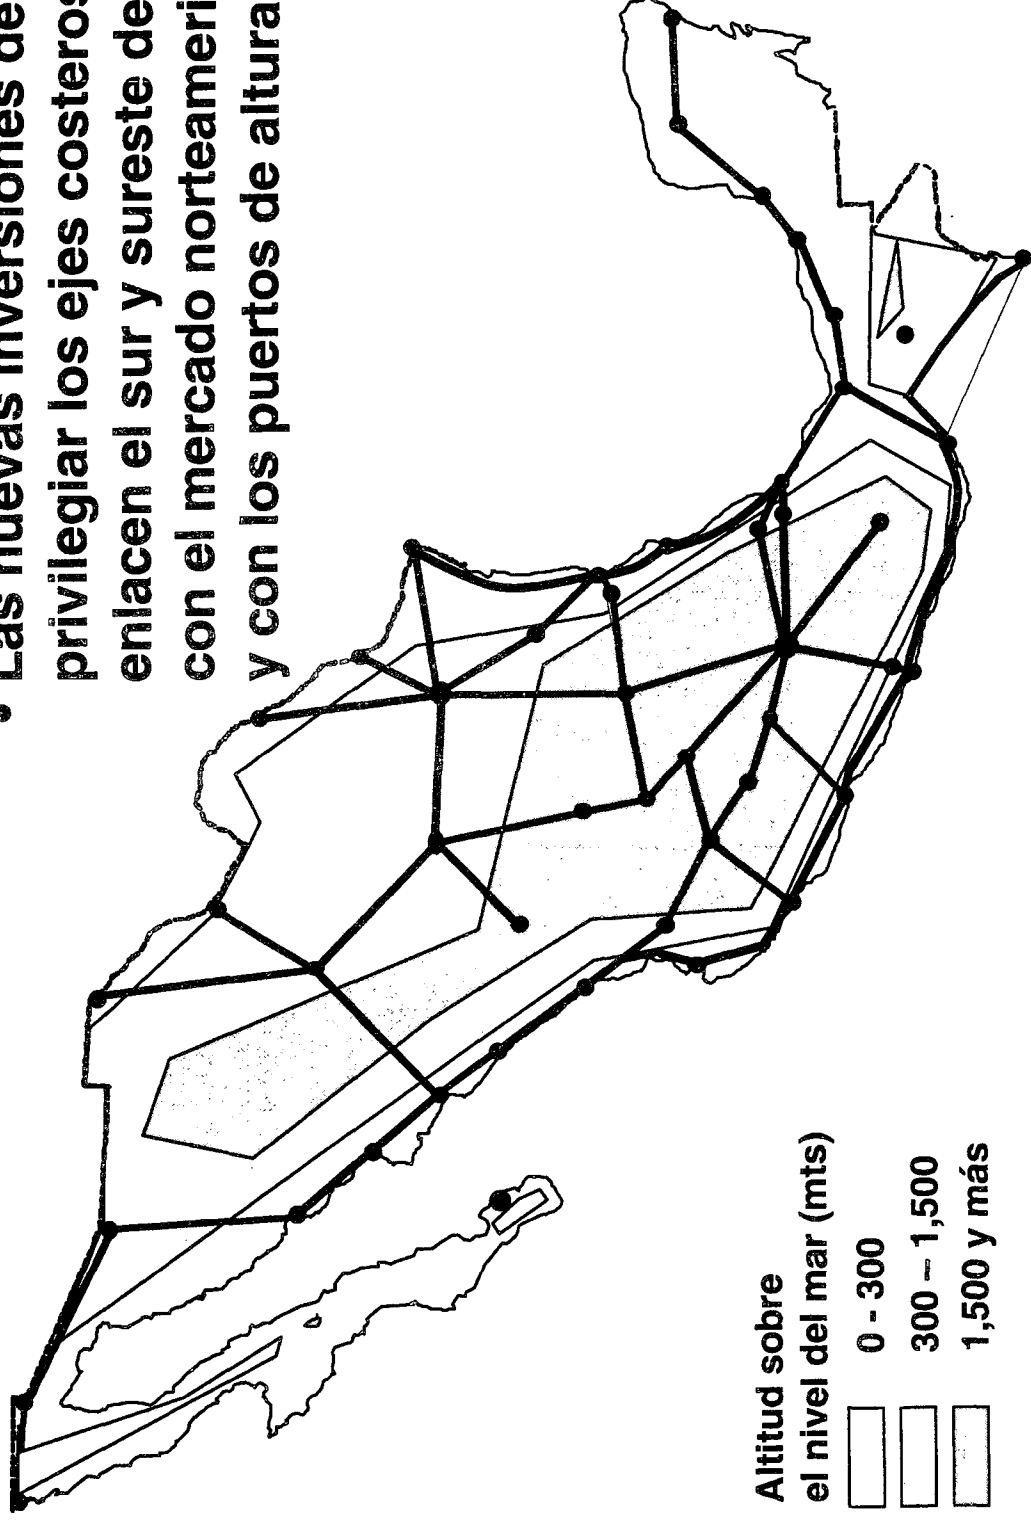 • Las nuevas inversiones de
privilegiar los ejes costeros
enlacen el sur y sureste de
con el mercado norteameri
y con los puertos de altura
Altitud sobre
el nivel del mar (mts)
0 - 300
300 – 1,500
1,500 y más